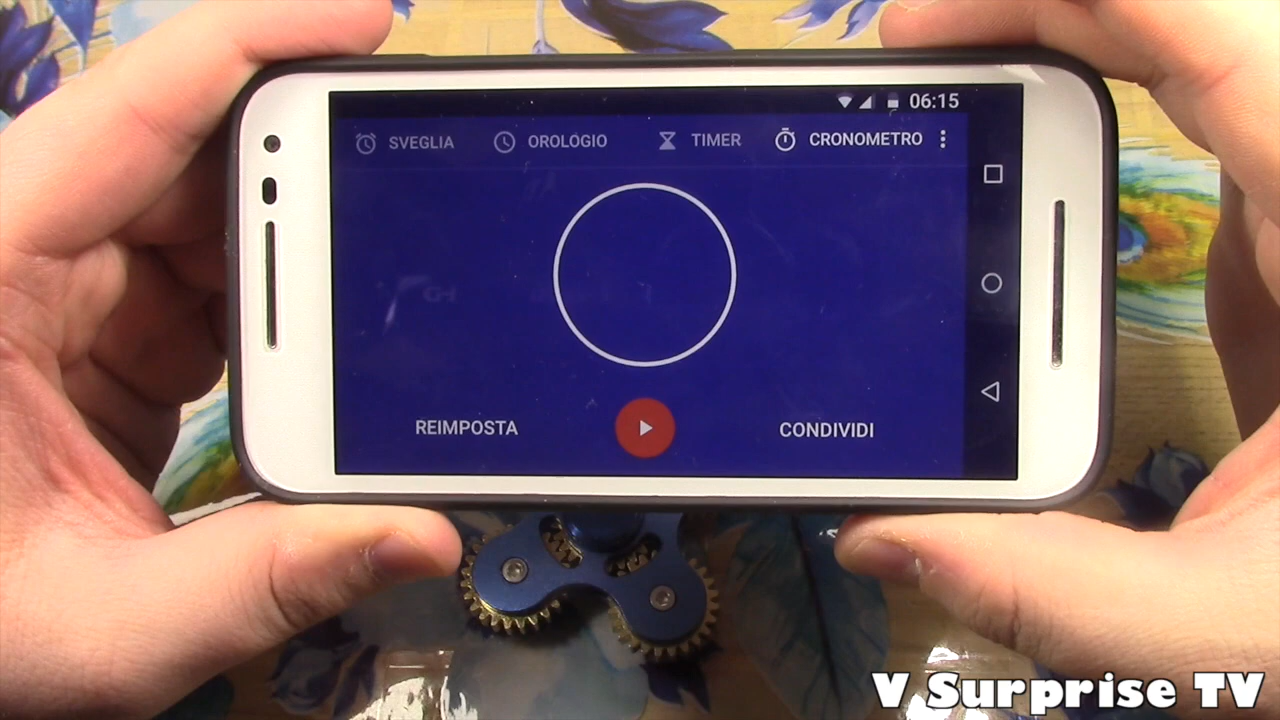 06:15
SVEGLIA OROLOGIO TIMER CRONOMETRO
REIMPOSTA CONDIVIDI
V Surprise TV